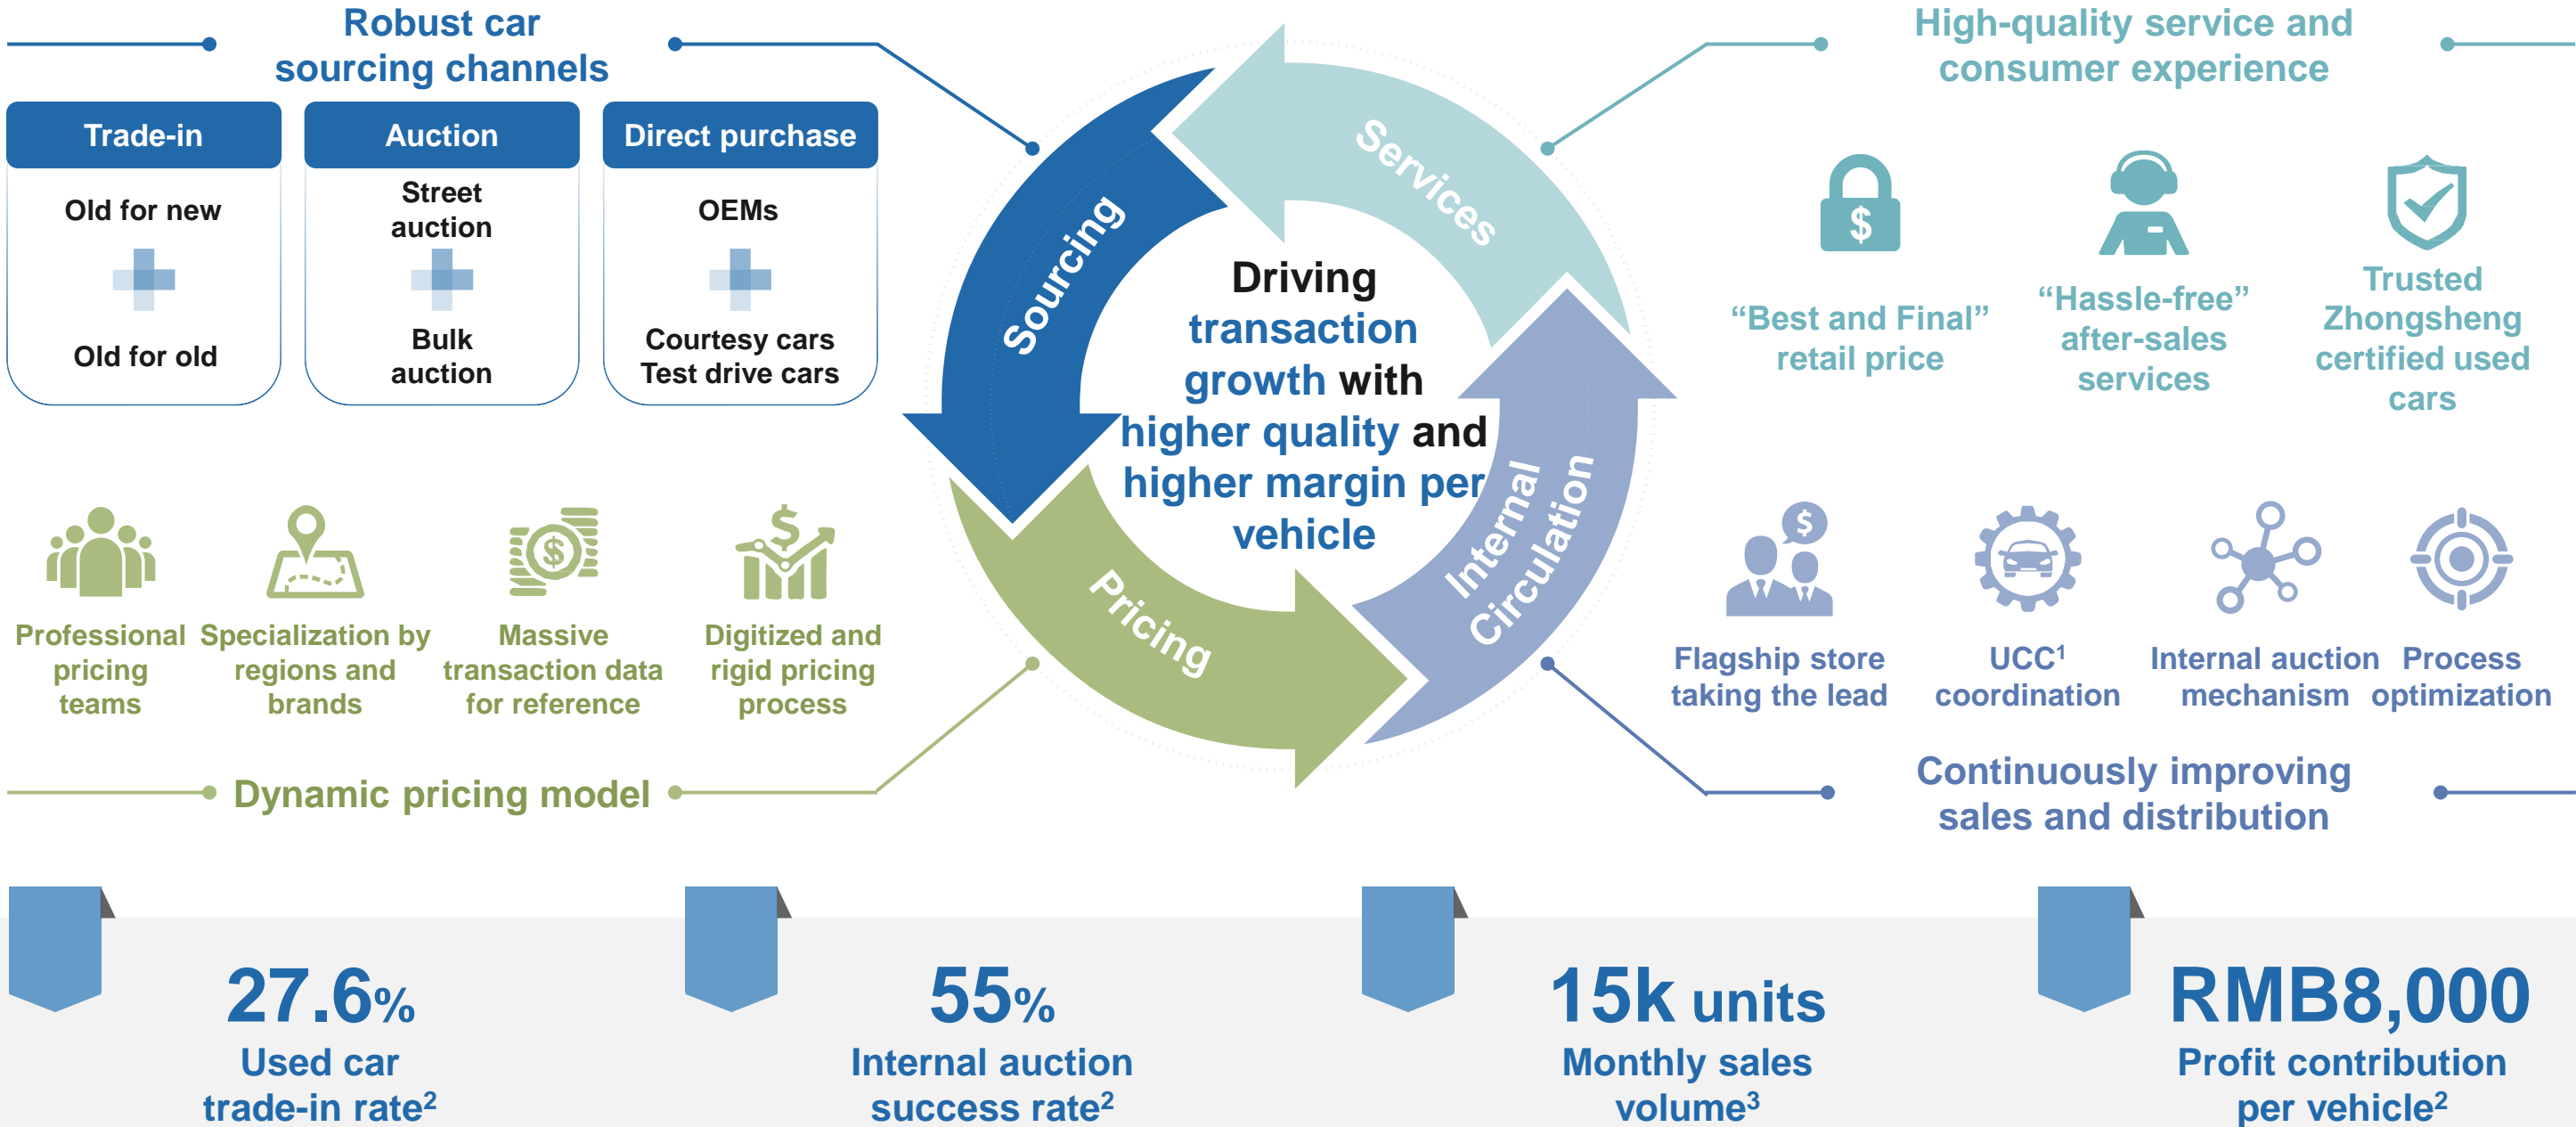 Robust car
sourcing channels
Trade-in
Old for new
Old for old
Auction
Street
auction
Bulk
auction
Direct purchase
OEMs
Courtesy cars
Test drive cars
High-quality service and
consumer experience
$
“Best and Final”
retail price
“Hassle-free”
after-sales
services
Trusted
Zhongsheng
certified used
cars
Sourcing
Services
Pricing
Internal
Circulation
Driving
transaction
growth with
higher quality and
higher margin per
vehicle
Professional
pricing
teams
Specialization by
regions and
brands
$
Massive
transaction data
for reference
$
Digitized and
rigid pricing
process
Dynamic pricing model
$
Flagship store
taking the lead
UCC¹
coordination
Internal auction
mechanism
Process
optimization
Continuously improving
sales and distribution
27.6%
Used car
trade-in rate²
55%
Internal auction
success rate²
15k units
Monthly sales
volume³
RMB8,000
Profit contribution
per vehicle²